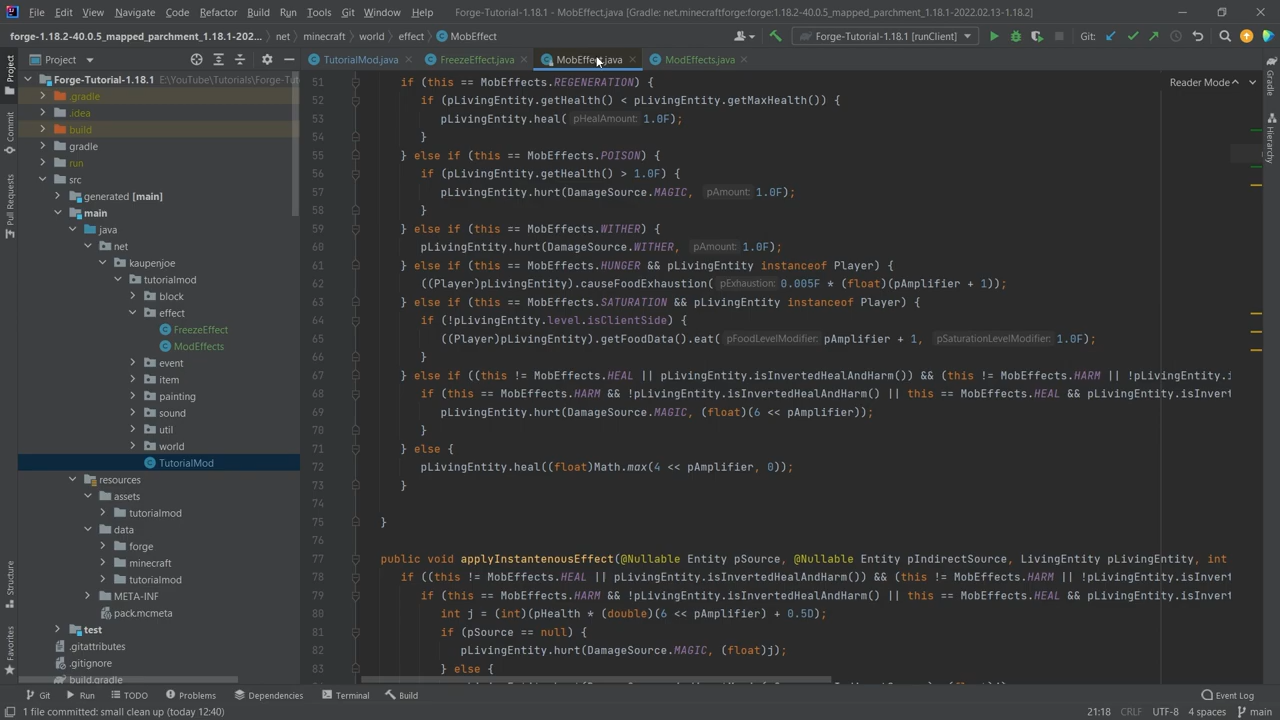 File Edit View Navigate Code Refactor Build Run Tools Git Window Help Forge-Tutorial-1.18.1 - MobEffect.java [Gradle: net.minecraftforge:forge:1.18.2-40.0.5_mapped_parchment_1.18.1-2022.02.13-1.18.2]
forge-1.18.2-40.0.5_mapped_parchment_1.18.1-202... net minecraft world effect MobEffect Forge-Tutorial-1.18.1 [runClient] Git:
Project TutorialMod.java FreezeEffect.java MobEffect.java ModEffects.java
Forge-Tutorial-1.18.1 E:\YouTube\Tutorials\Forge-Tu
.gradle
.idea
build
gradle
run
src
generated [main]
main
java
net
kaupenjoe
tutorialmod
block
effect
FreezeEffect
ModEffects
event
item
painting
sound
util
world
TutorialMod
resources
assets
tutorialmod
data
forge
minecraft
tutorialmod
META-INF
pack.mcmeta
test
.gitattributes
.gitignore
build.gradle
Reader Mode
51 if (this == MobEffects.REGENERATION) {
52 if (pLivingEntity.getHealth() < pLivingEntity.getMaxHealth()) {
53 pLivingEntity.heal( pHealAmount: 1.0F);
54 }
55 } else if (this == MobEffects.POISON) {
56 if (pLivingEntity.getHealth() > 1.0F) {
57 pLivingEntity.hurt(DamageSource.MAGIC, pAmount: 1.0F);
58 }
59 } else if (this == MobEffects.WITHER) {
60 pLivingEntity.hurt(DamageSource.WITHER, pAmount: 1.0F);
61 } else if (this == MobEffects.HUNGER && pLivingEntity instanceof Player) {
62 ((Player)pLivingEntity).causeFoodExhaustion( pExhaustion: 0.005F * (float)(pAmplifier + 1));
63 } else if (this == MobEffects.SATURATION && pLivingEntity instanceof Player) {
64 if (!pLivingEntity.level.isClientSide) {
65 ((Player)pLivingEntity).getFoodData().eat( pFoodLevelModifier: pAmplifier + 1, pSaturationLevelModifier: 1.0F);
66 }
67 } else if ((this != MobEffects.HEAL || pLivingEntity.isInvertedHealAndHarm()) && (this != MobEffects.HARM || !pLivingEntity.i
68 if (this == MobEffects.HARM && !pLivingEntity.isInvertedHealAndHarm() || this == MobEffects.HEAL && pLivingEntity.isInvert
69 pLivingEntity.hurt(DamageSource.MAGIC, (float)(6 << pAmplifier));
70 }
71 } else {
72 pLivingEntity.heal((float)Math.max(4 << pAmplifier, 0));
73 }
74
75 }
76
77 public void applyInstantenousEffect(@Nullable Entity pSource, @Nullable Entity pIndirectSource, LivingEntity pLivingEntity, int
78 if ((this != MobEffects.HEAL || pLivingEntity.isInvertedHealAndHarm()) && (this != MobEffects.HARM || !pLivingEntity.isInvert
79 if (this == MobEffects.HARM && !pLivingEntity.isInvertedHealAndHarm() || this == MobEffects.HEAL && pLivingEntity.isInvert
80 int j = (int)(pHealth * (double)(6 << pAmplifier) + 0.5D);
81 if (pSource == null) {
82 pLivingEntity.hurt(DamageSource.MAGIC, (float)j);
83 } else {
Project
Commit
Pull Requests
Structure
Favorites
Gradle
Hierarchy
Git Run TODO Problems Dependencies Terminal Build Event Log
1 file committed: small clean up (today 12:40) 21:18 CRLF UTF-8 4 spaces main